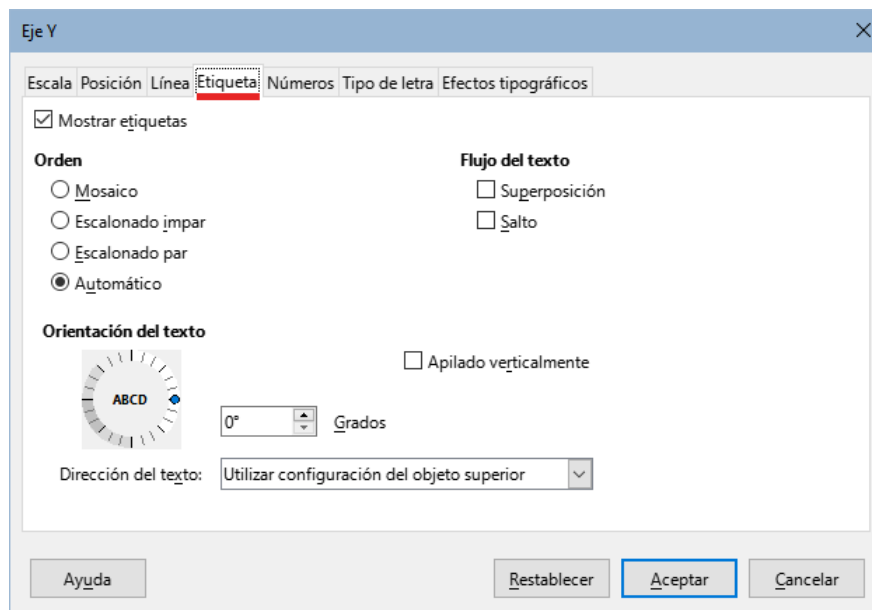 Eje Y
Escala Posición Línea Etiqueta Números Tipo de letra Efectos tipográficos
Mostrar etiquetas
Orden Flujo del texto
Mosaico Superposición
Escalonado impar Salto
Escalonado par
Automático
Orientación del texto
Apilado verticalmente
ABCD
0° Grados
Dirección del texto: Utilizar configuración del objeto superior
Ayuda Restablecer Aceptar Cancelar